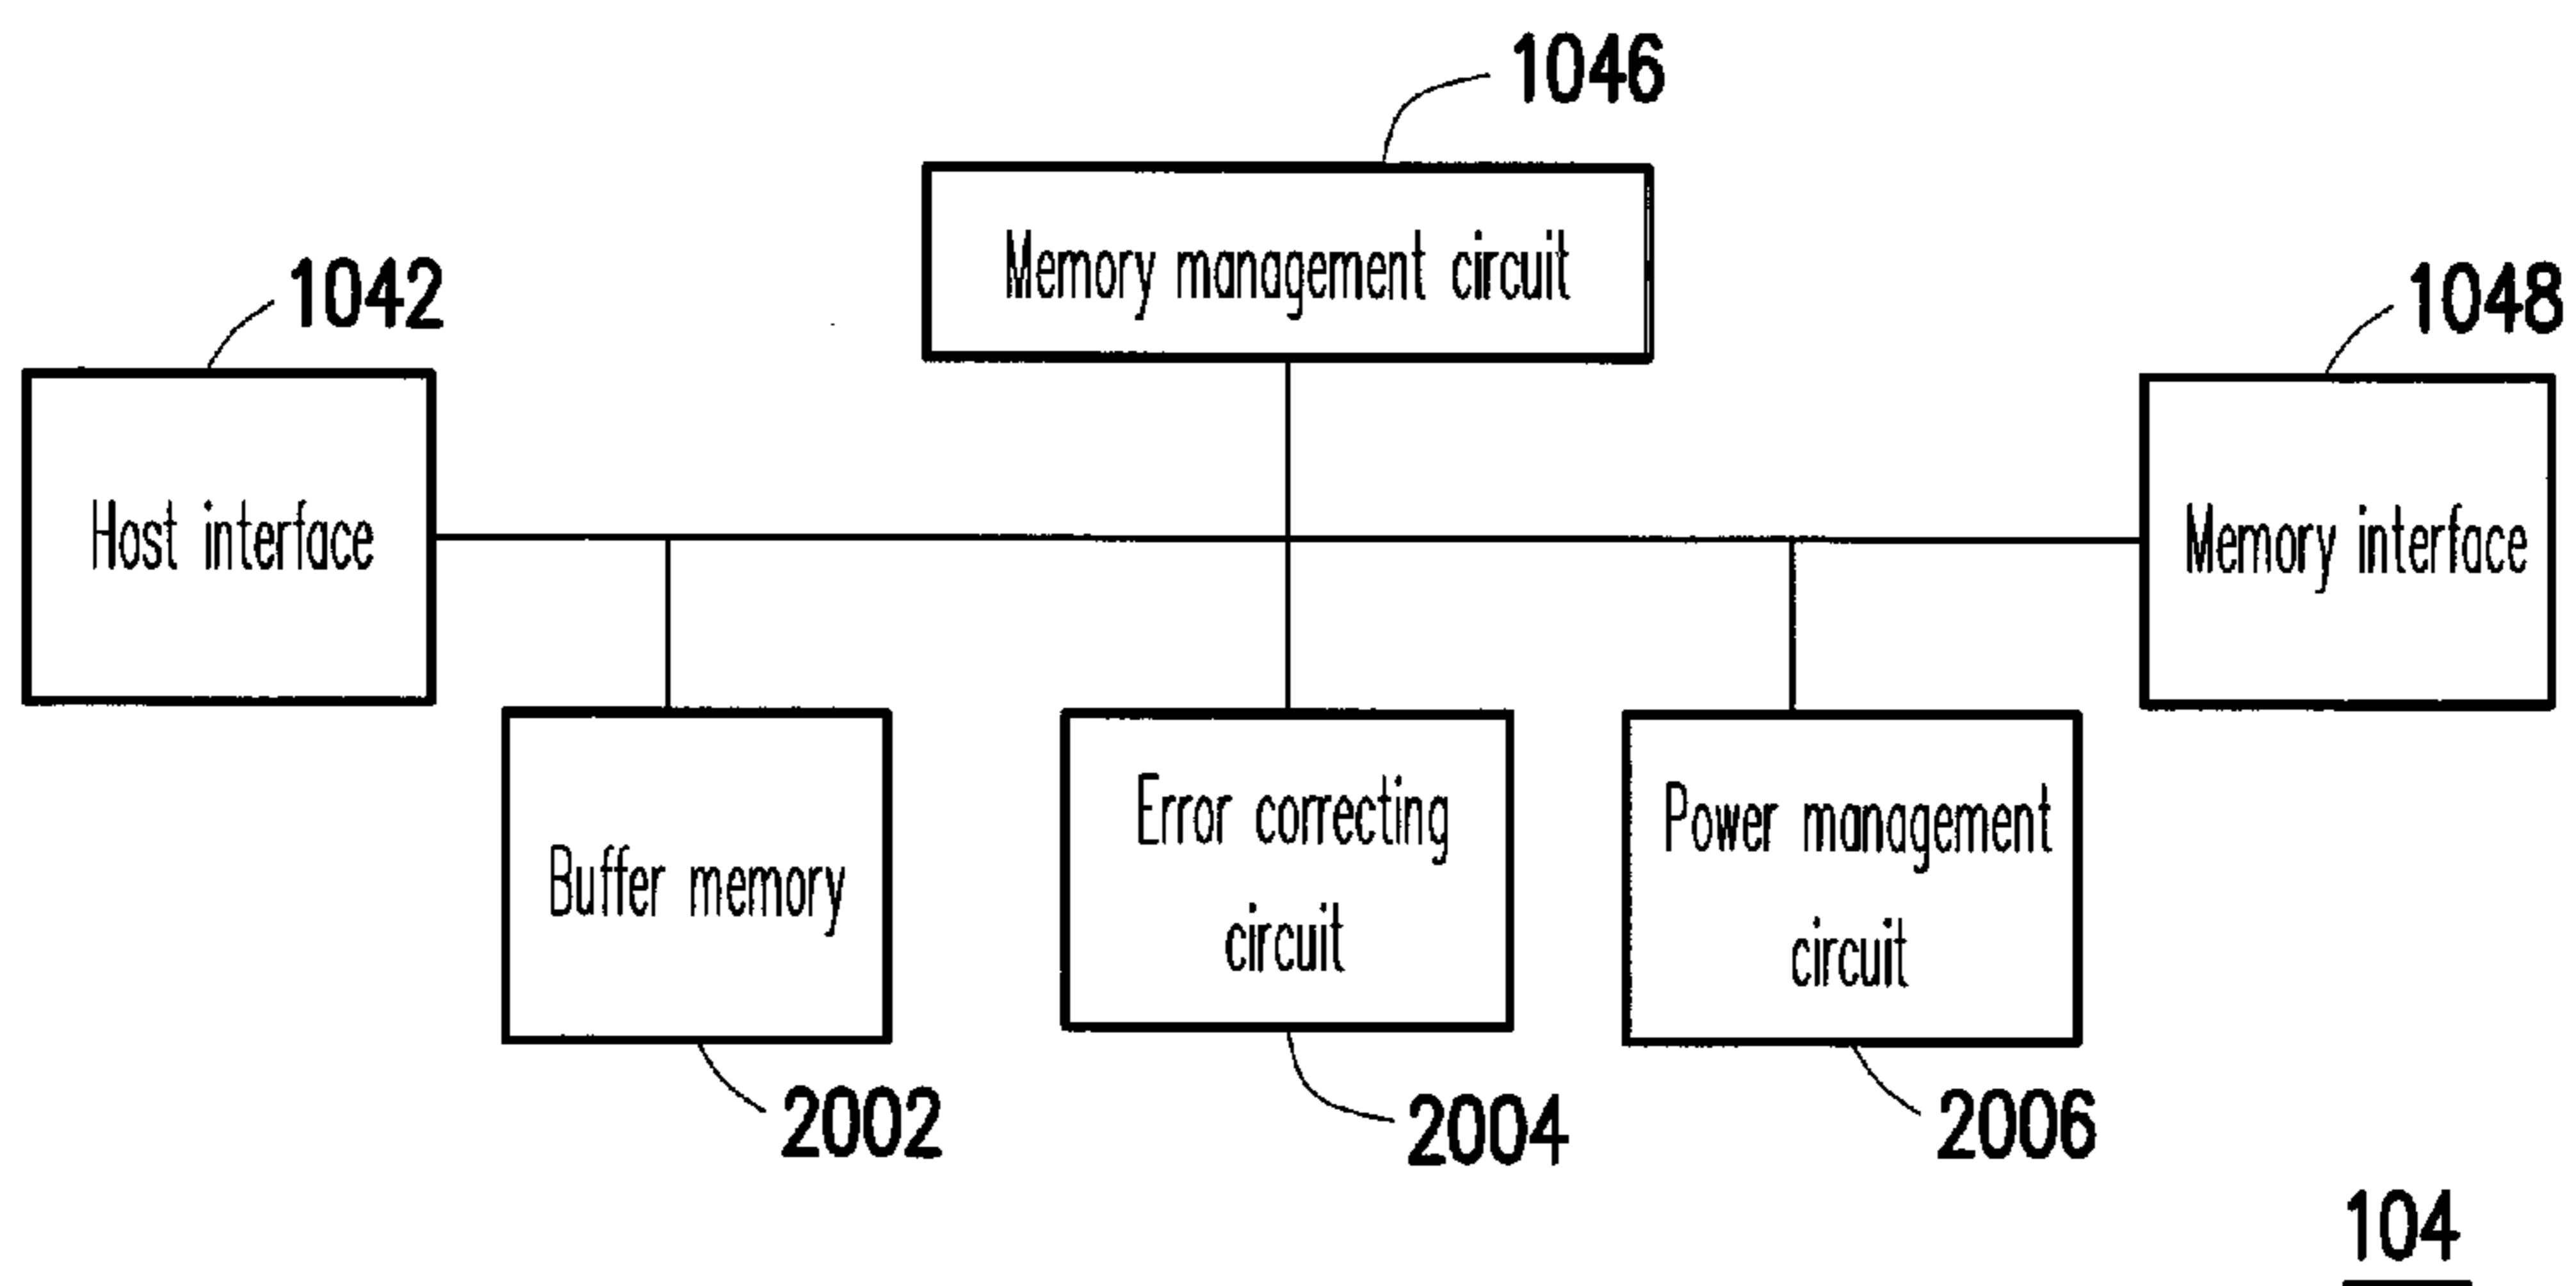 1046
Memory management circuit
1042
1048
Host interface
Memory interface
Buffer memory
Error correcting
circuit
Power management
circuit
2002
2004
2006
104